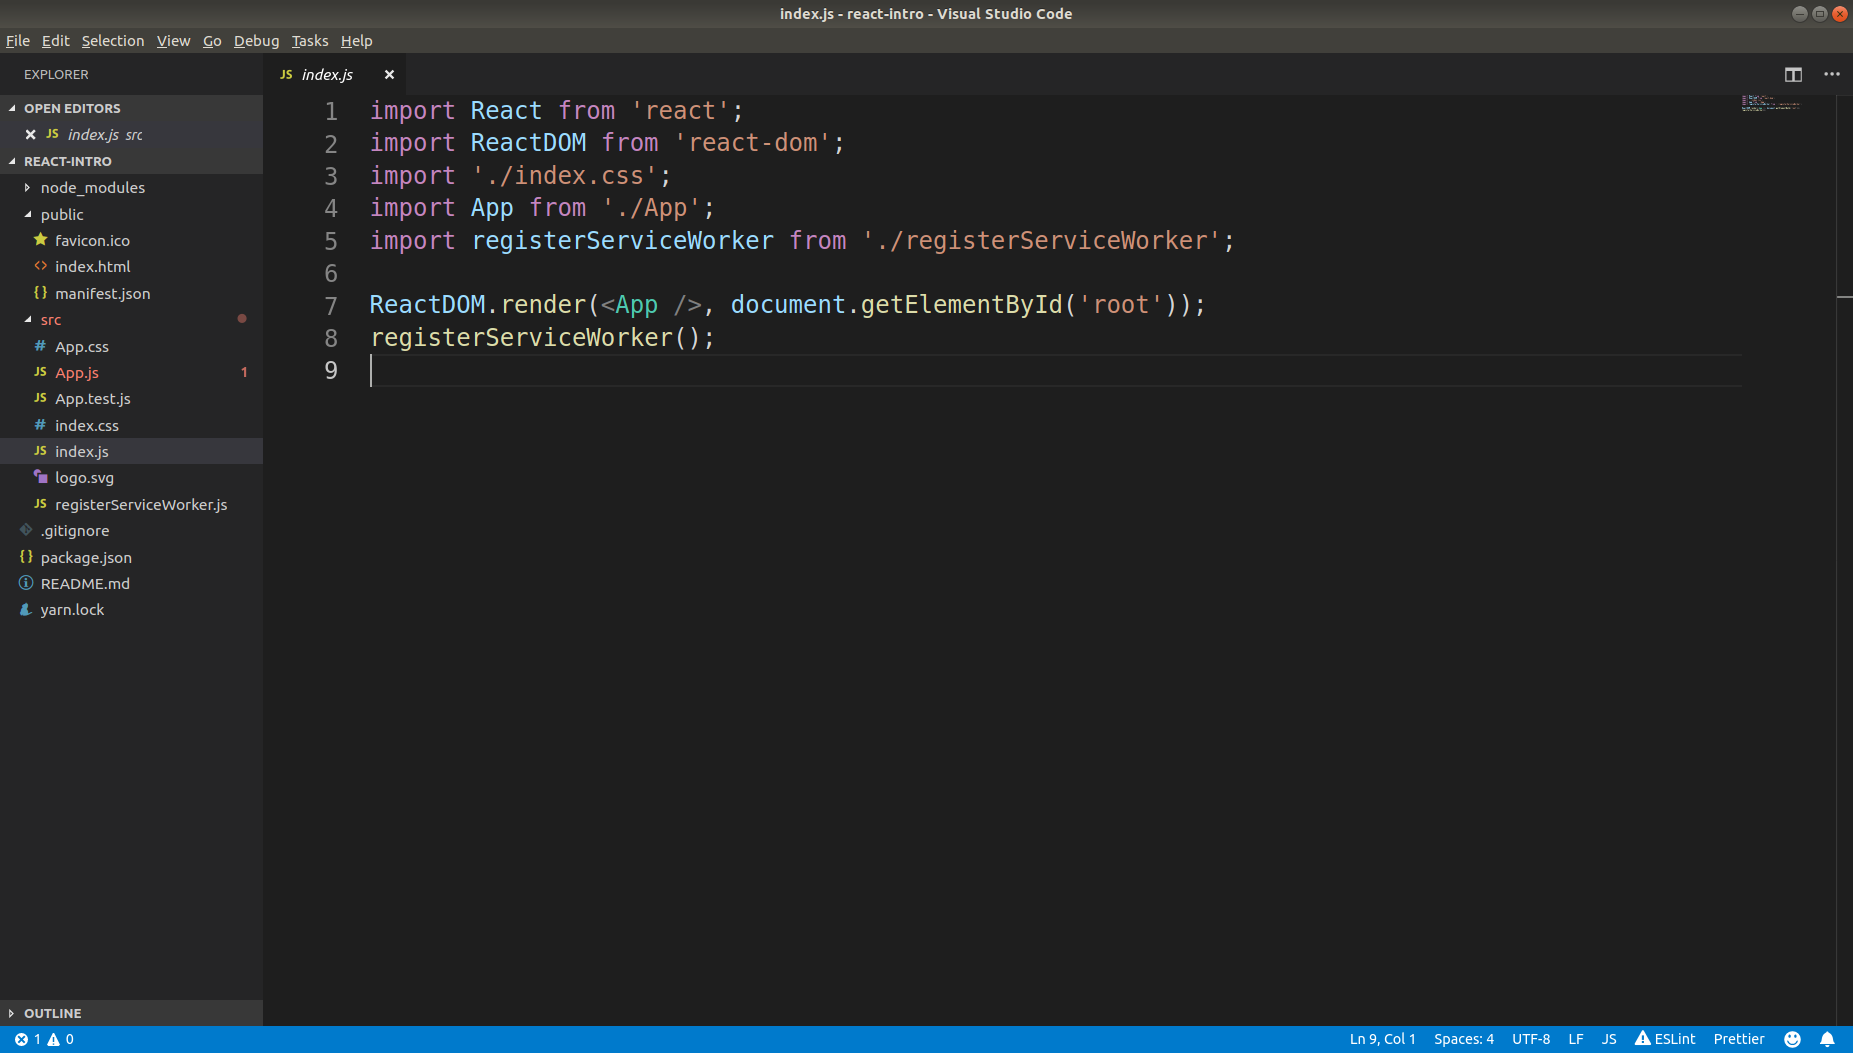 index.js - react-intro - Visual Studio Code
File Edit Selection View Go Debug Tasks Help
EXPLORER
OPEN EDITORS
JS index.js src
REACT-INTRO
node_modules
public
favicon.ico
<> index.html
{} manifest.json
src
# App.css
JS App.js 1
JS App.test.js
# index.css
JS index.js
logo.svg
JS registerServiceWorker.js
.gitignore
{} package.json
README.md
yarn.lock
OUTLINE
JS index.js
1 import React from 'react';
2 import ReactDOM from 'react-dom';
3 import './index.css';
4 import App from './App';
5 import registerServiceWorker from './registerServiceWorker';
6
7 ReactDOM.render(<App />, document.getElementById('root'));
8 registerServiceWorker();
9
1 0 Ln 9, Col 1 Spaces: 4 UTF-8 LF JS ESLint Prettier